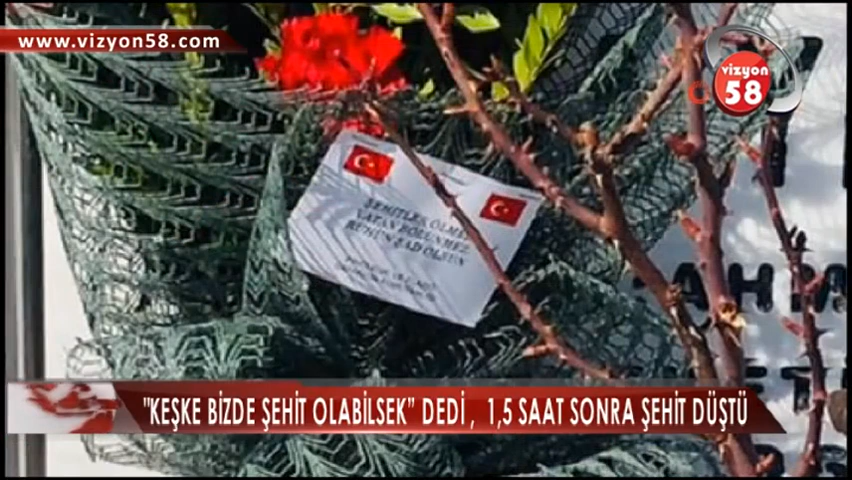 www.vizyon58.com
vizyon
58
ŞEHİTLER ÖLMEZ
VATAN BÖLÜNMEZ
RUHUN ŞAD OLSUN
AHM
"KEŞKE BİZDE ŞEHİT OLABİLSEK" DEDİ , 1,5 SAAT SONRA ŞEHİT DÜŞTÜ